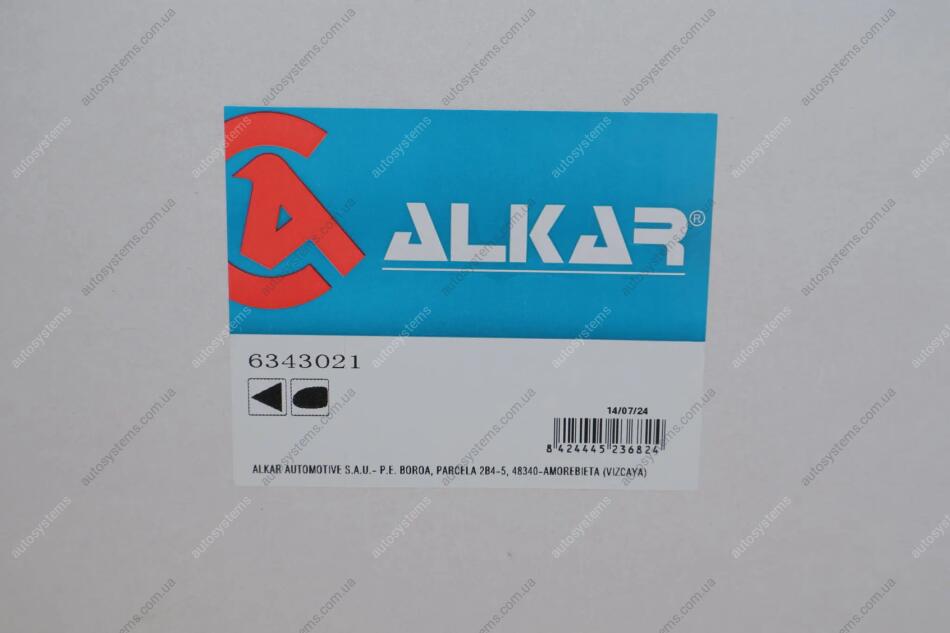 ALKAR®
6343021
14/07/24
8 424445 236824
ALKAR AUTOMOTIVE S.A.U.- P.E. BOROA, PARCELA 2B4-5, 48340-AMOREBIETA (VIZCAYA)
autosystems.com.ua